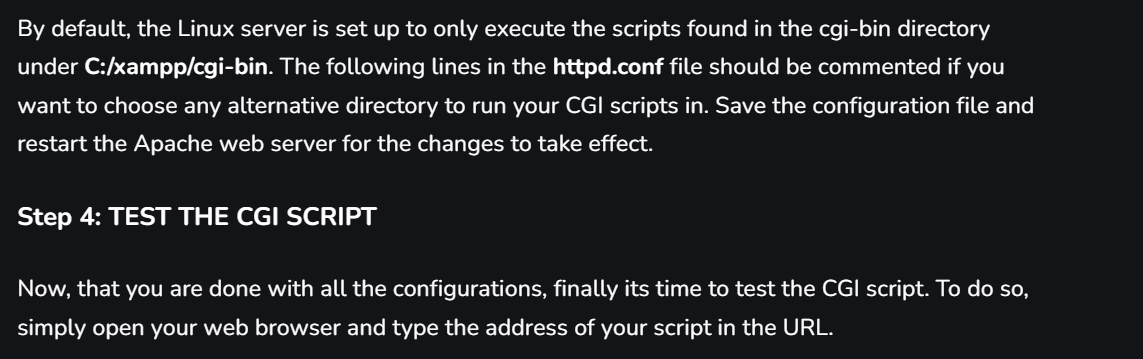 By default, the Linux server is set up to only execute the scripts found in the cgi-bin directory
under C:/xampp/cgi-bin. The following lines in the httpd.conf file should be commented if you
want to choose any alternative directory to run your CGI scripts in. Save the configuration file and
restart the Apache web server for the changes to take effect.
Step 4: TEST THE CGI SCRIPT
Now, that you are done with all the configurations, finally its time to test the CGI script. To do so,
simply open your web browser and type the address of your script in the URL.